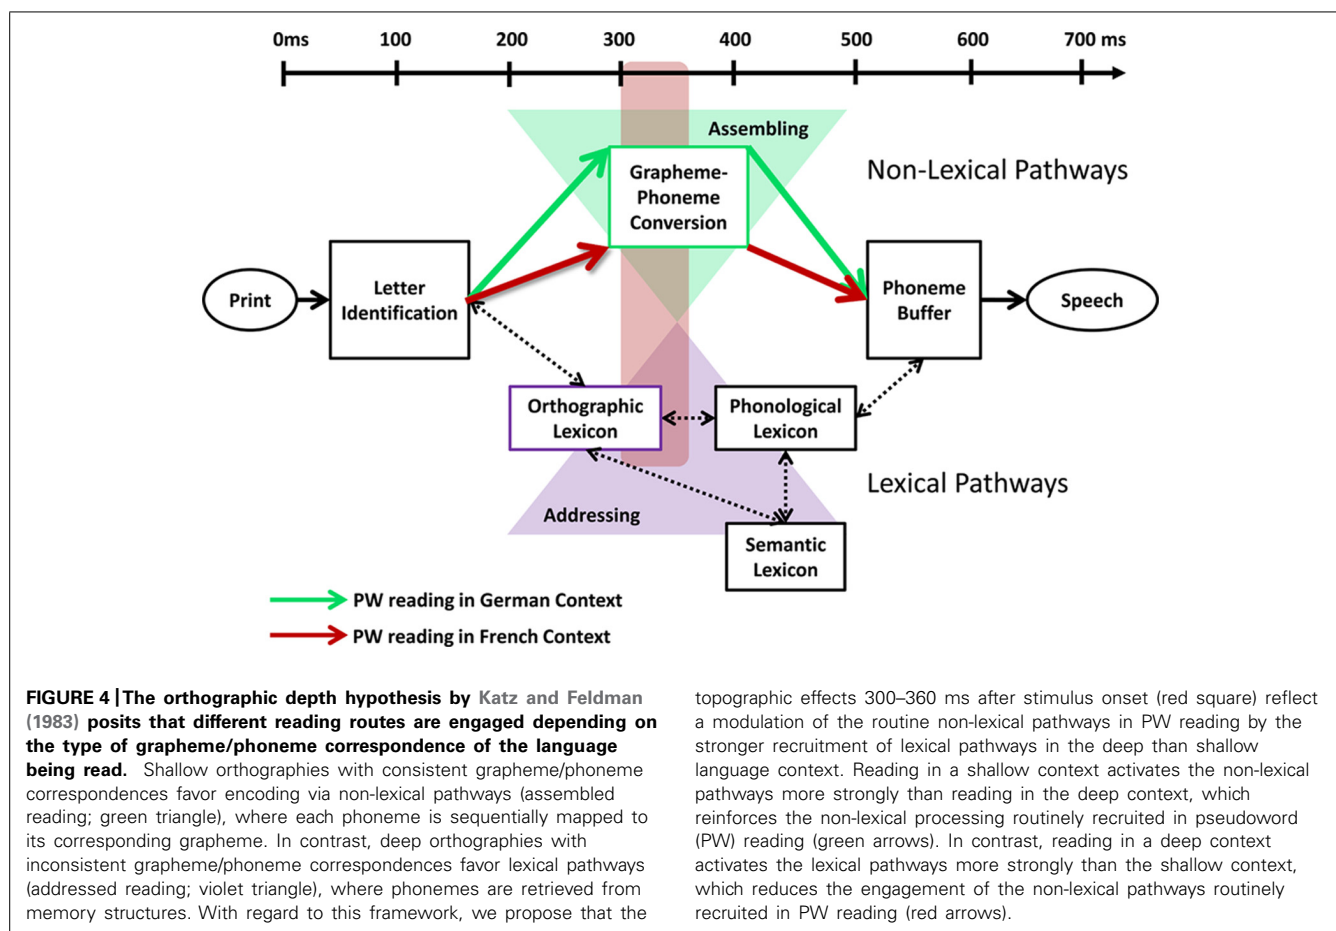 0ms 100 200 300 400 500 600 700 ms
Assembling
Non-Lexical Pathways
Grapheme-
Phoneme
Conversion
Print
Letter
Identification
Phoneme
Buffer
Speech
Orthographic
Lexicon
Phonological
Lexicon
Lexical Pathways
Addressing
Semantic
Lexicon
PW reading in German Context
PW reading in French Context
FIGURE 4 | The orthographic depth hypothesis by Katz and Feldman
(1983) posits that different reading routes are engaged depending on
the type of grapheme/phoneme correspondence of the language
being read. Shallow orthographies with consistent grapheme/phoneme
correspondences favor encoding via non-lexical pathways (assembled
reading; green triangle), where each phoneme is sequentially mapped to
its corresponding grapheme. In contrast, deep orthographies with
inconsistent grapheme/phoneme correspondences favor lexical pathways
(addressed reading; violet triangle), where phonemes are retrieved from
memory structures. With regard to this framework, we propose that the
topographic effects 300–360 ms after stimulus onset (red square) reflect
a modulation of the routine non-lexical pathways in PW reading by the
stronger recruitment of lexical pathways in the deep than shallow
language context. Reading in a shallow context activates the non-lexical
pathways more strongly than reading in the deep context, which
reinforces the non-lexical processing routinely recruited in pseudoword
(PW) reading (green arrows). In contrast, reading in a deep context
activates the lexical pathways more strongly than the shallow context,
which reduces the engagement of the non-lexical pathways routinely
recruited in PW reading (red arrows).